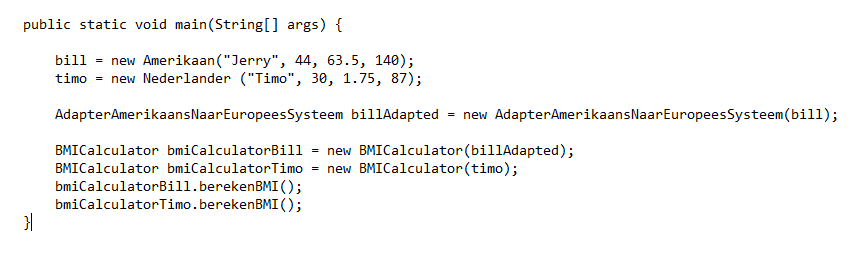 public static void main(String[] args) {
bill = new Amerikaan("Jerry", 44, 63.5, 140);
timo = new Nederlander ("Timo", 30, 1.75, 87);
AdapterAmerikaansNaarEuropeesSysteem billAdapted = new AdapterAmerikaansNaarEuropeesSysteem(bill);
BMICalculator bmiCalculatorBill = new BMICalculator(billAdapted);
BMICalculator bmiCalculatorTimo = new BMICalculator(timo);
bmiCalculatorBill.berekenBMI();
bmiCalculatorTimo.berekenBMI();
}